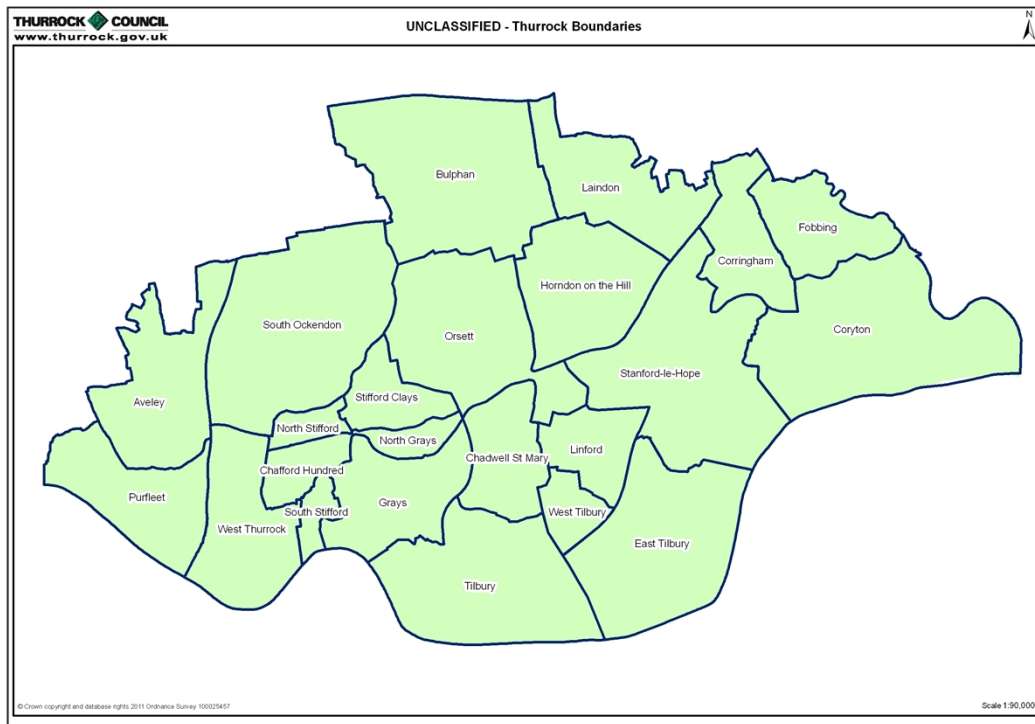 THURROCK COUNCIL
www.thurrock.gov.uk
UNCLASSIFIED - Thurrock Boundaries
N
Bulphan
Laindon
Fobbing
Corringham
Horndon on the Hill
South Ockendon
Orsett
Coryton
Stanford-le-Hope
Stifford Clays
Aveley
North Stifford
North Grays
Linford
Chadwell St Mary
Chafford Hundred
Purfleet
Grays
South Stifford
West Tilbury
West Thurrock
East Tilbury
Tilbury
© Crown copyright and database rights 2011 Ordnance Survey 100025457
Scale 1:90,000